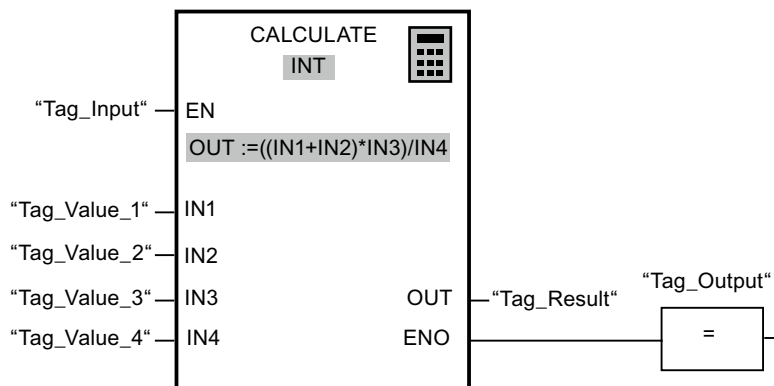 CALCULATE
INT
“Tag_Input“ EN
OUT :=((IN1+IN2)*IN3)/IN4
“Tag_Value_1“ IN1
“Tag_Value_2“ IN2
“Tag_Value_3“ IN3 OUT “Tag_Result“ “Tag_Output“
“Tag_Value_4“ IN4 ENO =